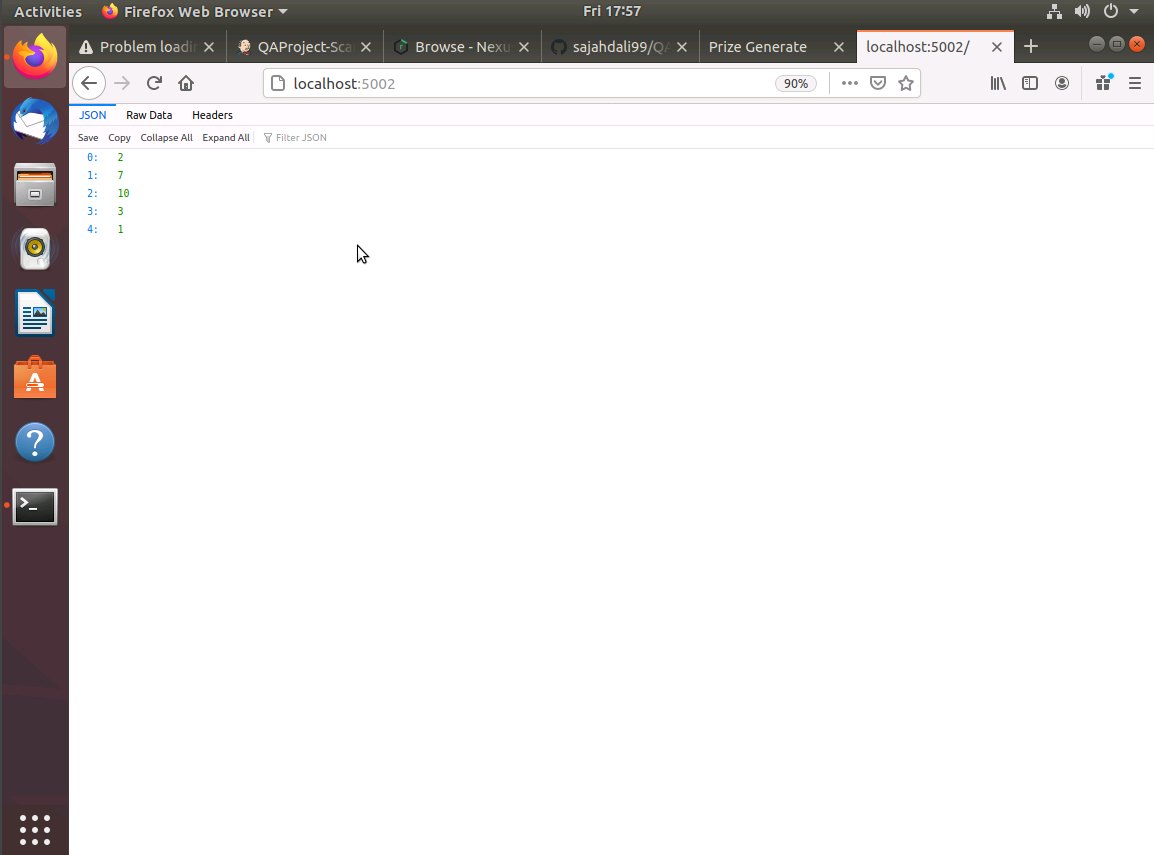 Activities Firefox Web Browser Fri 17:57
Problem loadi QAProject-Sca Browse - Nexu sajahdali99/QA Prize Generate localhost:5002/
localhost:5002 90%
JSON Raw Data Headers
Save Copy Collapse All Expand All Filter JSON
0: 2
1: 7
2: 10
3: 3
4: 1